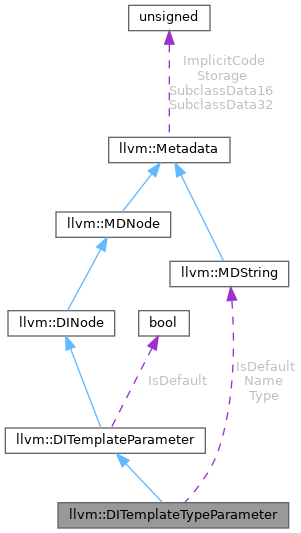 unsigned
ImplicitCode
Storage
SubclassData16
SubclassData32
llvm::Metadata
llvm::MDNode
llvm::MDString
llvm::DINode
bool
IsDefault
IsDefault
Name
Type
llvm::DITemplateParameter
llvm::DITemplateTypeParameter